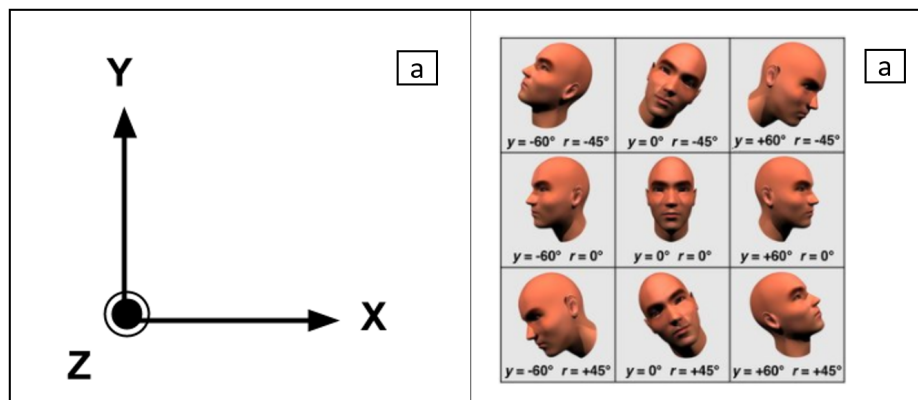 a
Y
X
Z
a
y = -60° r = -45°
y = 0° r = -45°
y = +60° r = -45°
y = -60° r = 0°
y = 0° r = 0°
y = +60° r = 0°
y = -60° r = +45°
y = 0° r = +45°
y = +60° r = +45°